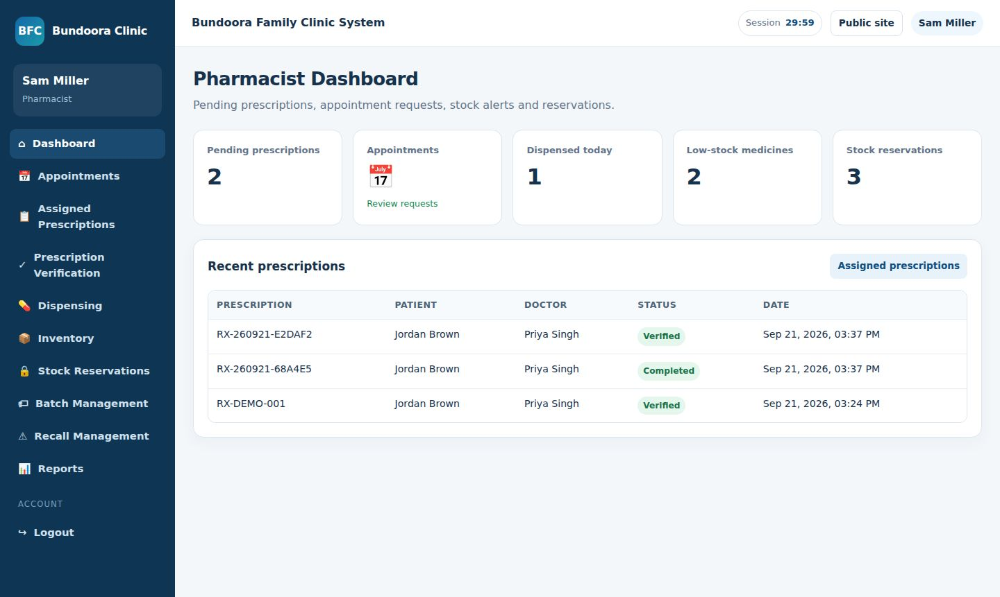 BFC Bundoora Clinic
Sam Miller
Pharmacist
Dashboard
Appointments
Assigned
Prescriptions
Prescription
Verification
Dispensing
Inventory
Stock Reservations
Batch Management
Recall Management
Reports
ACCOUNT
Logout
Bundoora Family Clinic System
Session 29:59
Public site
Sam Miller
Pharmacist Dashboard
Pending prescriptions, appointment requests, stock alerts and reservations.
Pending prescriptions
2
Appointments
July
17
Review requests
Dispensed today
1
Low-stock medicines
2
Stock reservations
3
Recent prescriptions
Assigned prescriptions
PRESCRIPTION PATIENT DOCTOR STATUS DATE
RX-260921-E2DAF2 Jordan Brown Priya Singh Verified Sep 21, 2026, 03:37 PM
RX-260921-68A4E5 Jordan Brown Priya Singh Completed Sep 21, 2026, 03:37 PM
RX-DEMO-001 Jordan Brown Priya Singh Verified Sep 21, 2026, 03:24 PM